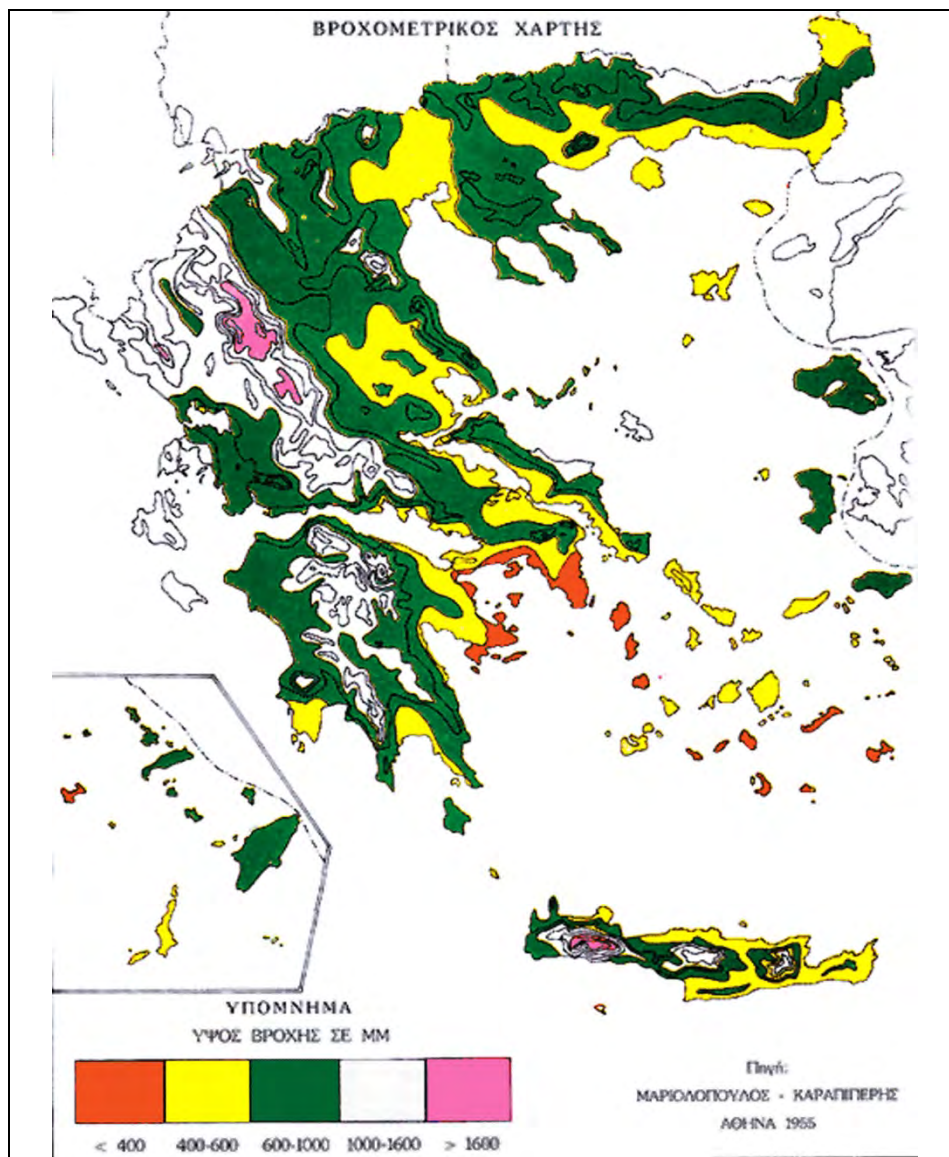 ΒΡΟΧΟΜΕΤΡΙΚΟΣ ΧΑΡΤΗΣ
ΥΠΟΜΝΗΜΑ
ΥΨΟΣ ΒΡΟΧΗΣ ΣΕ ΜΜ
< 400 400-600 600-1000 1000-1600 > 1600
Πηγή:
ΜΑΡΙΟΛΟΠΟΥΛΟΣ - ΚΑΡΑΠΙΠΕΡΗΣ
ΑΘΗΝΑ 1955